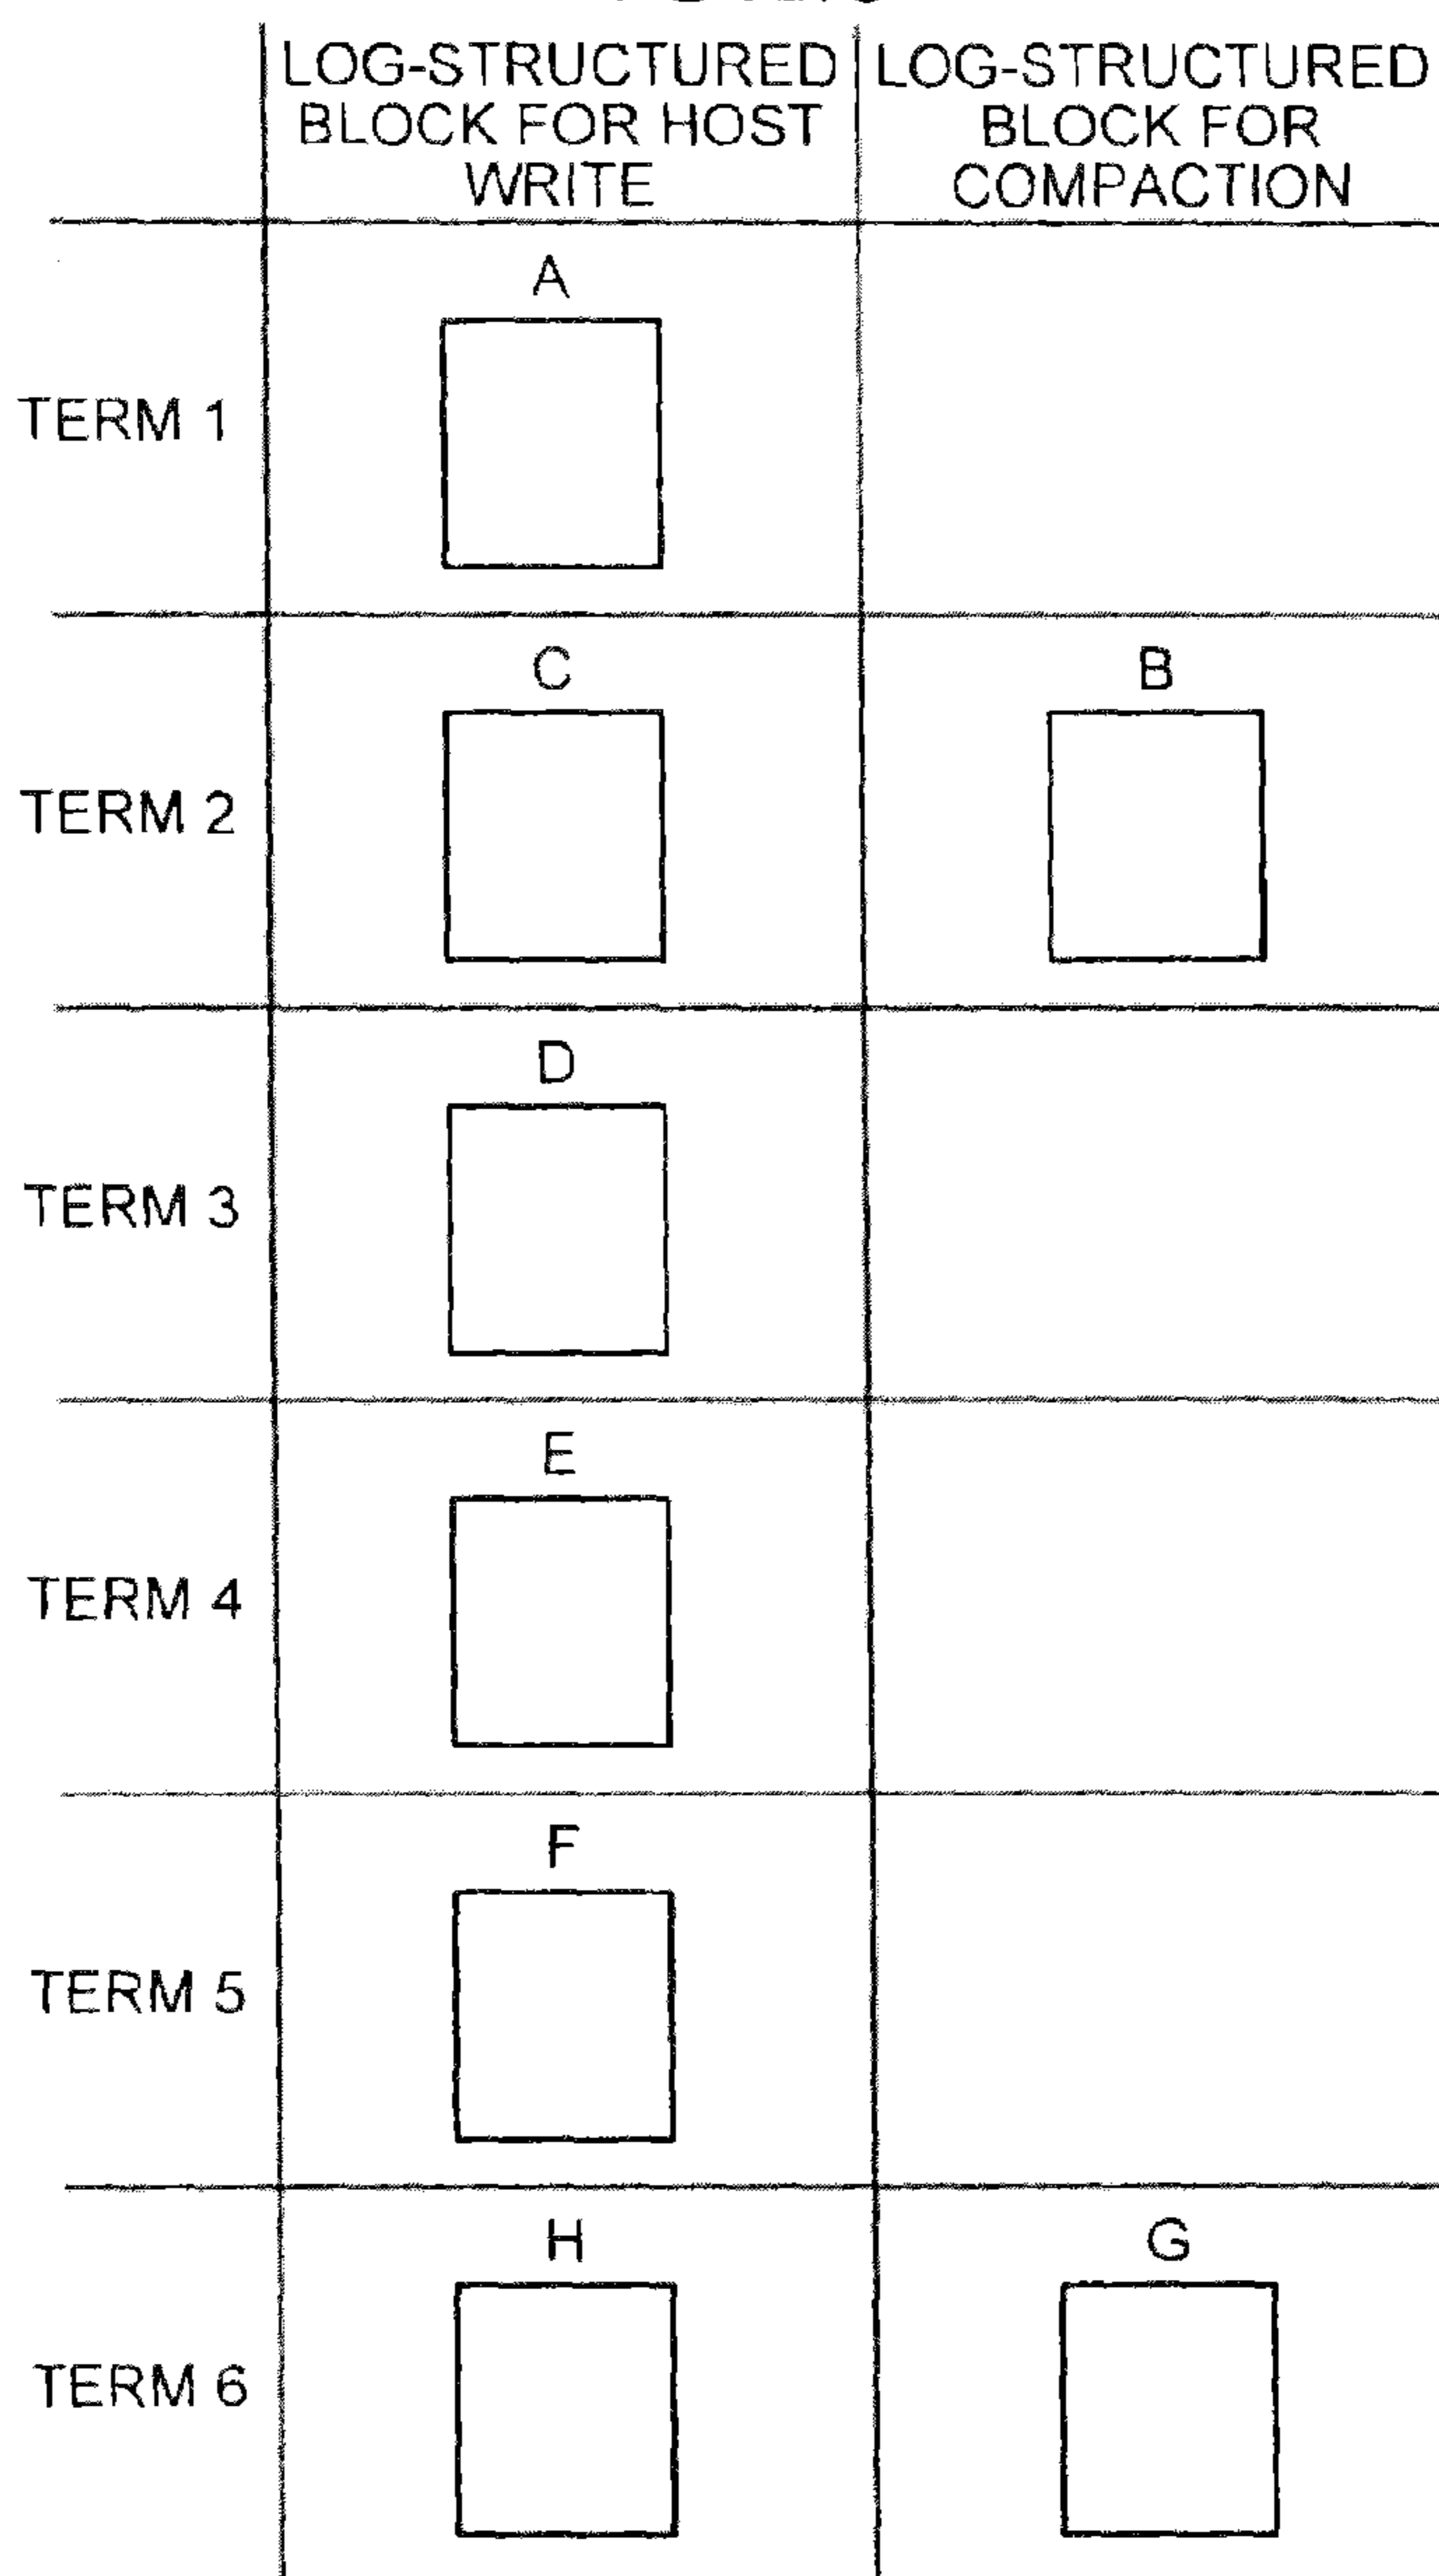 LOG-STRUCTURED
BLOCK FOR HOST
WRITE
LOG-STRUCTURED
BLOCK FOR
COMPACTION
A
TERM 1
C
B
TERM 2
D
TERM 3
E
TERM 4
F
TERM 5
H
G
TERM 6